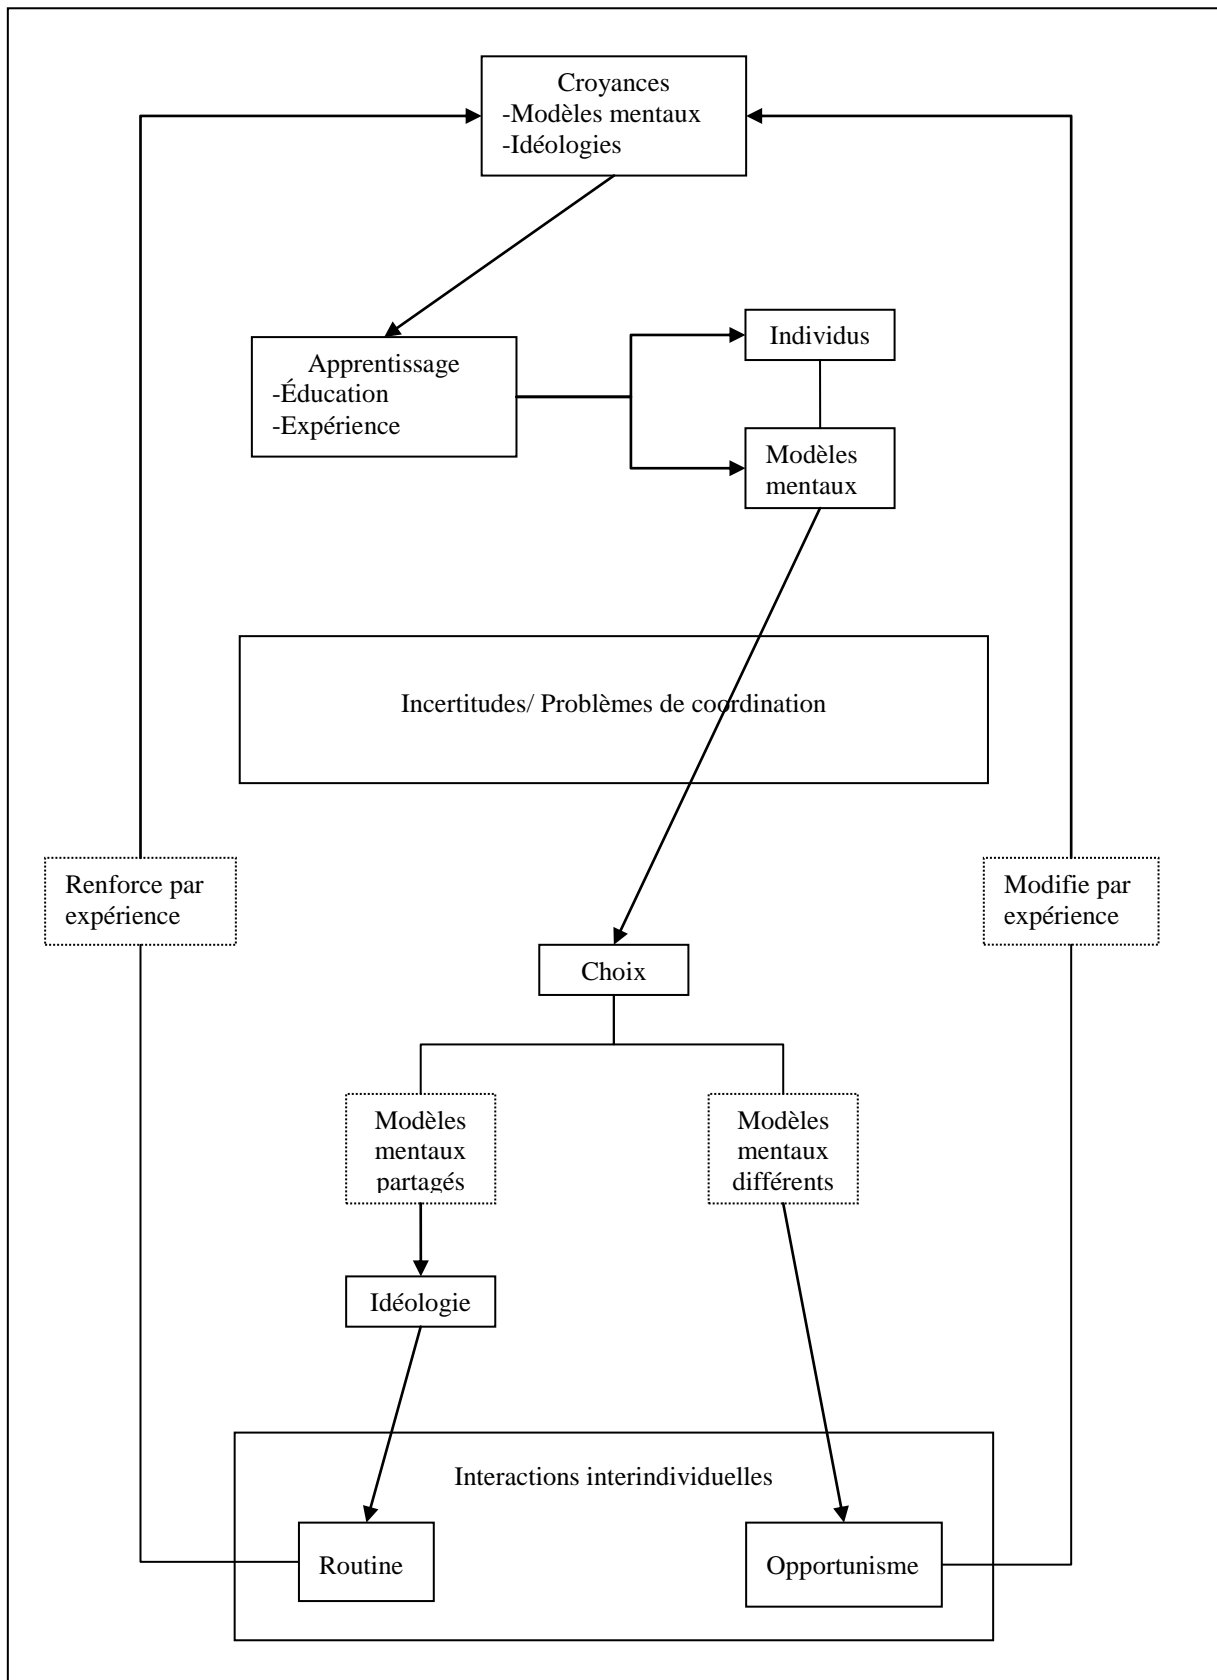 Croyances
-Modèles mentaux
-Idéologies
Individus
Apprentissage
-Éducation
-Expérience
Modèles
mentaux
Incertitudes/ Problèmes de coordination
Renforce par
expérience
Modifie par
expérience
Choix
Modèles
mentaux
partagés
Modèles
mentaux
différents
Idéologie
Interactions interindividuelles
Routine
Opportunisme